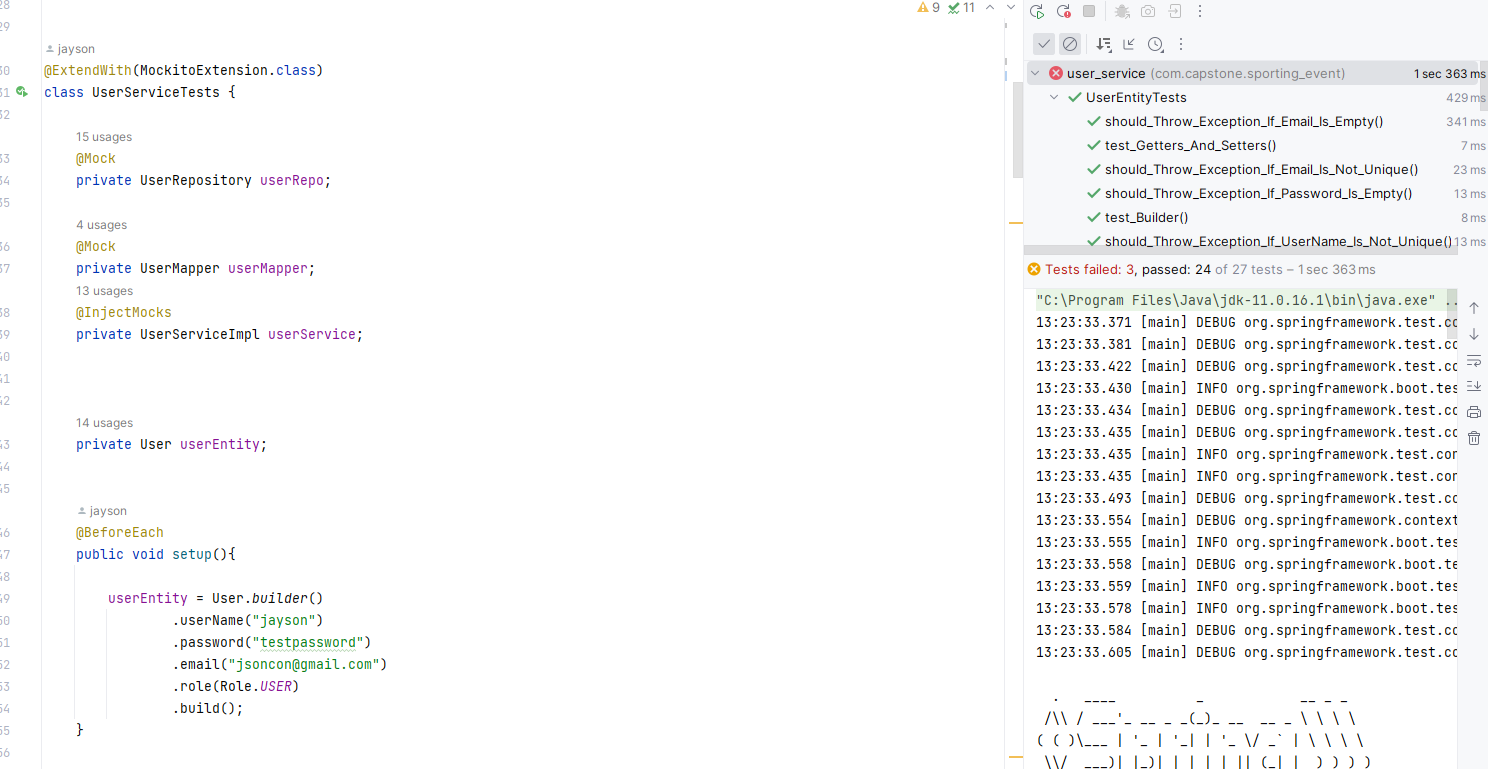 28
29
9 11
jayson
30 @ExtendWith(MockitoExtension.class)
31 class UserServiceTests {
32
15 usages
33 @Mock
34 private UserRepository userRepo;
35
4 usages
36 @Mock
37 private UserMapper userMapper;
13 usages
38 @InjectMocks
39 private UserServiceImpl userService;
40
41
42
14 usages
43 private User userEntity;
44
45
jayson
46 @BeforeEach
47 public void setup(){
48
49 userEntity = User.builder()
50 .userName("jayson")
51 .password("testpassword")
52 .email("jsoncon@gmail.com")
53 .role(Role.USER)
54 .build();
55 }
56
user_service (com.capstone.sporting_event) 1 sec 363 ms
UserEntityTests 429 ms
should_Throw_Exception_If_Email_Is_Empty() 341 ms
test_Getters_And_Setters() 7 ms
should_Throw_Exception_If_Email_Is_Not_Unique() 23 ms
should_Throw_Exception_If_Password_Is_Empty() 13 ms
test_Builder() 8 ms
should_Throw_Exception_If_UserName_Is_Not_Unique() 13 ms
Tests failed: 3, passed: 24 of 27 tests – 1 sec 363 ms
"C:\Program Files\Java\jdk-11.0.16.1\bin\java.exe" ..
13:23:33.371 [main] DEBUG org.springframework.test.co
13:23:33.381 [main] DEBUG org.springframework.test.co
13:23:33.422 [main] DEBUG org.springframework.test.co
13:23:33.430 [main] INFO org.springframework.boot.tes
13:23:33.434 [main] DEBUG org.springframework.test.co
13:23:33.435 [main] DEBUG org.springframework.test.co
13:23:33.435 [main] INFO org.springframework.test.con
13:23:33.435 [main] INFO org.springframework.test.con
13:23:33.493 [main] DEBUG org.springframework.test.co
13:23:33.554 [main] DEBUG org.springframework.context
13:23:33.555 [main] INFO org.springframework.boot.tes
13:23:33.558 [main] DEBUG org.springframework.boot.te
13:23:33.559 [main] INFO org.springframework.boot.tes
13:23:33.578 [main] INFO org.springframework.boot.tes
13:23:33.584 [main] DEBUG org.springframework.test.co
13:23:33.605 [main] DEBUG org.springframework.test.co
  .   ____          _            __ _ _
 /\\ / ___'_ __ _ _(_)_ __  __ _ \ \ \ \
( ( )\___ | '_ | '_| | '_ \/ _` | \ \ \ \
 \\/  ___)| |_)| | | | | || (_| |  ) ) ) )